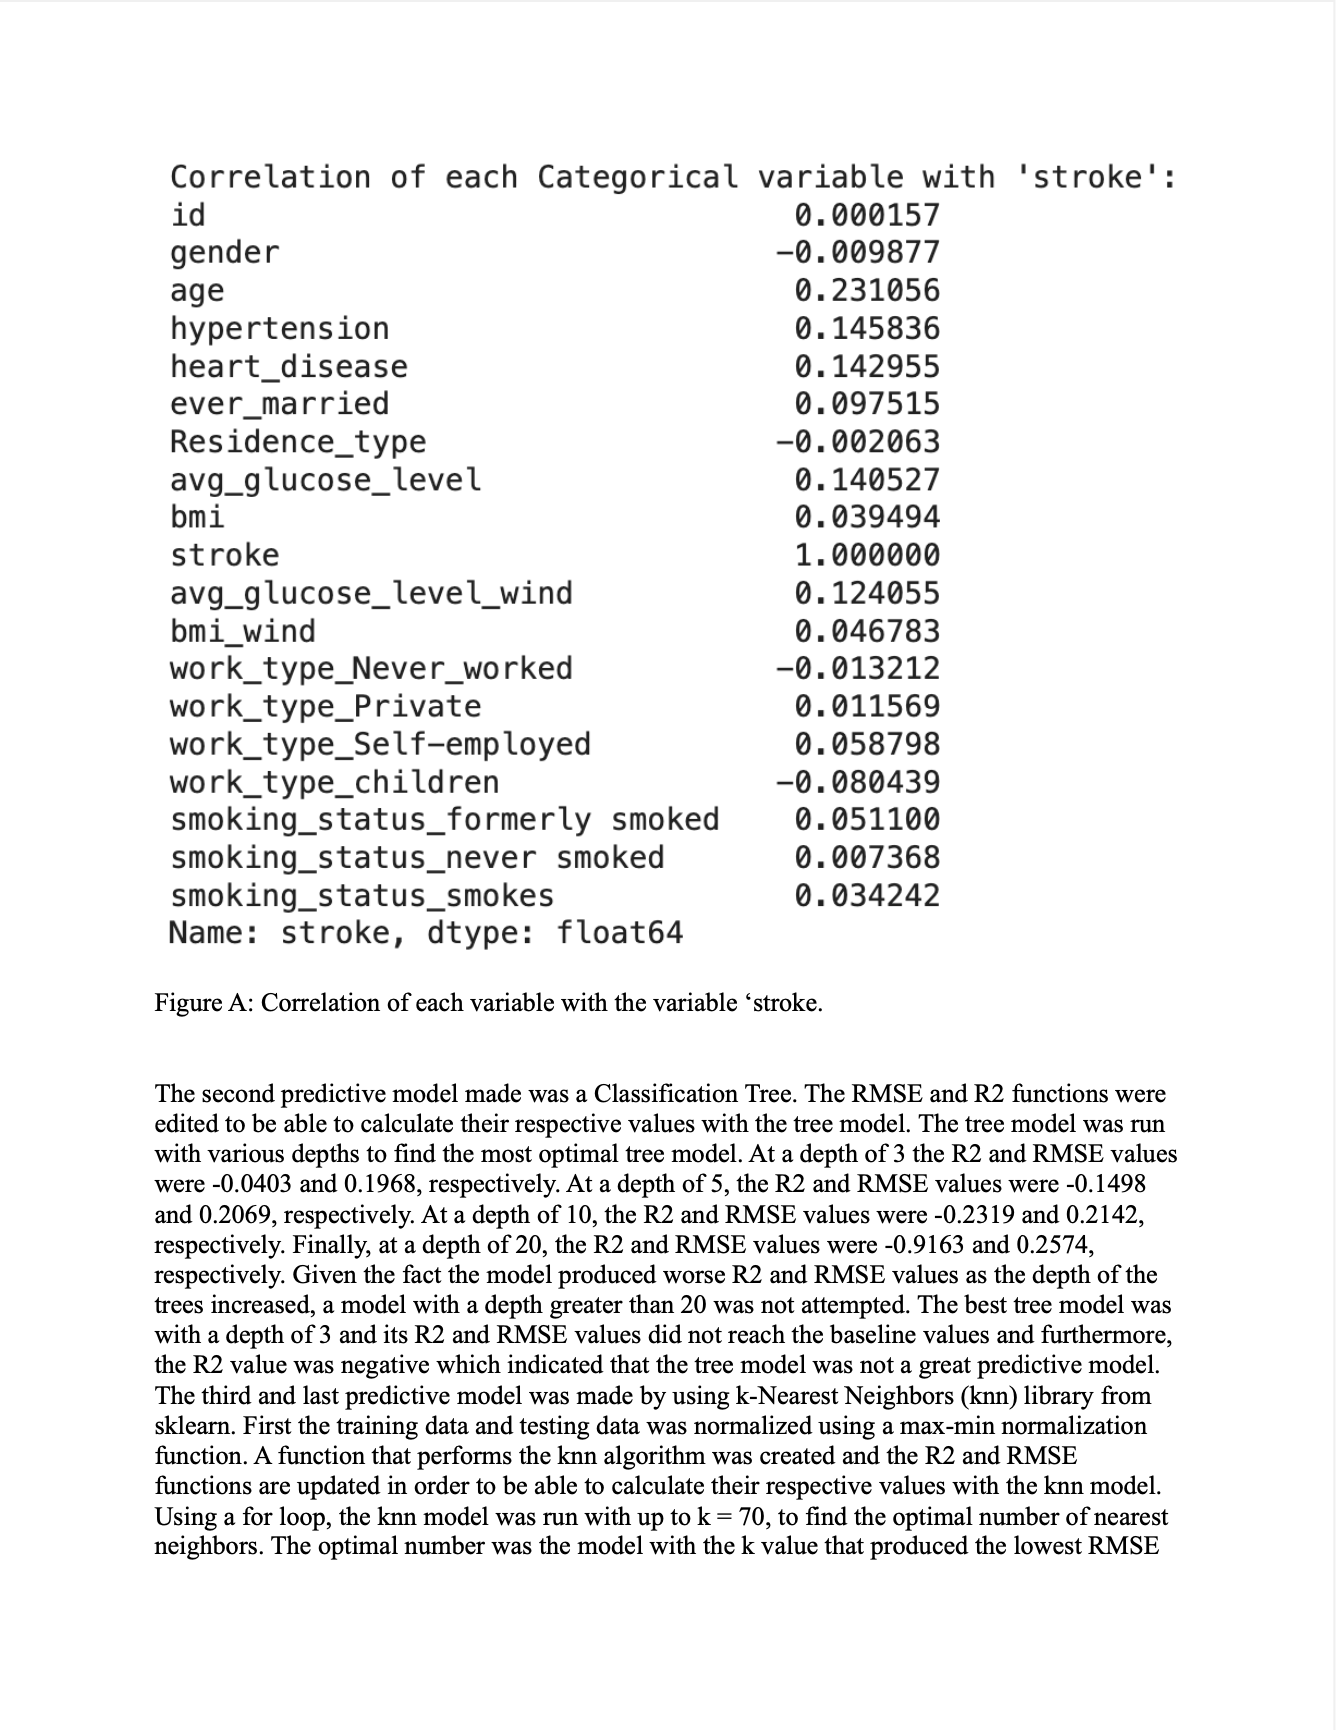 Correlation of each Categorical variable with 'stroke':
id 0.000157
gender -0.009877
age 0.231056
hypertension 0.145836
heart_disease 0.142955
ever_married 0.097515
Residence_type -0.002063
avg_glucose_level 0.140527
bmi 0.039494
stroke 1.000000
avg_glucose_level_wind 0.124055
bmi_wind 0.046783
work_type_Never_worked -0.013212
work_type_Private 0.011569
work_type_Self-employed 0.058798
work_type_children -0.080439
smoking_status_formerly smoked 0.051100
smoking_status_never smoked 0.007368
smoking_status_smokes 0.034242
Name: stroke, dtype: float64
Figure A: Correlation of each variable with the variable ‘stroke.
The second predictive model made was a Classification Tree. The RMSE and R2 functions were
edited to be able to calculate their respective values with the tree model. The tree model was run
with various depths to find the most optimal tree model. At a depth of 3 the R2 and RMSE values
were -0.0403 and 0.1968, respectively. At a depth of 5, the R2 and RMSE values were -0.1498
and 0.2069, respectively. At a depth of 10, the R2 and RMSE values were -0.2319 and 0.2142,
respectively. Finally, at a depth of 20, the R2 and RMSE values were -0.9163 and 0.2574,
respectively. Given the fact the model produced worse R2 and RMSE values as the depth of the
trees increased, a model with a depth greater than 20 was not attempted. The best tree model was
with a depth of 3 and its R2 and RMSE values did not reach the baseline values and furthermore,
the R2 value was negative which indicated that the tree model was not a great predictive model.
The third and last predictive model was made by using k-Nearest Neighbors (knn) library from
sklearn. First the training data and testing data was normalized using a max-min normalization
function. A function that performs the knn algorithm was created and the R2 and RMSE
functions are updated in order to be able to calculate their respective values with the knn model.
Using a for loop, the knn model was run with up to k = 70, to find the optimal number of nearest
neighbors. The optimal number was the model with the k value that produced the lowest RMSE